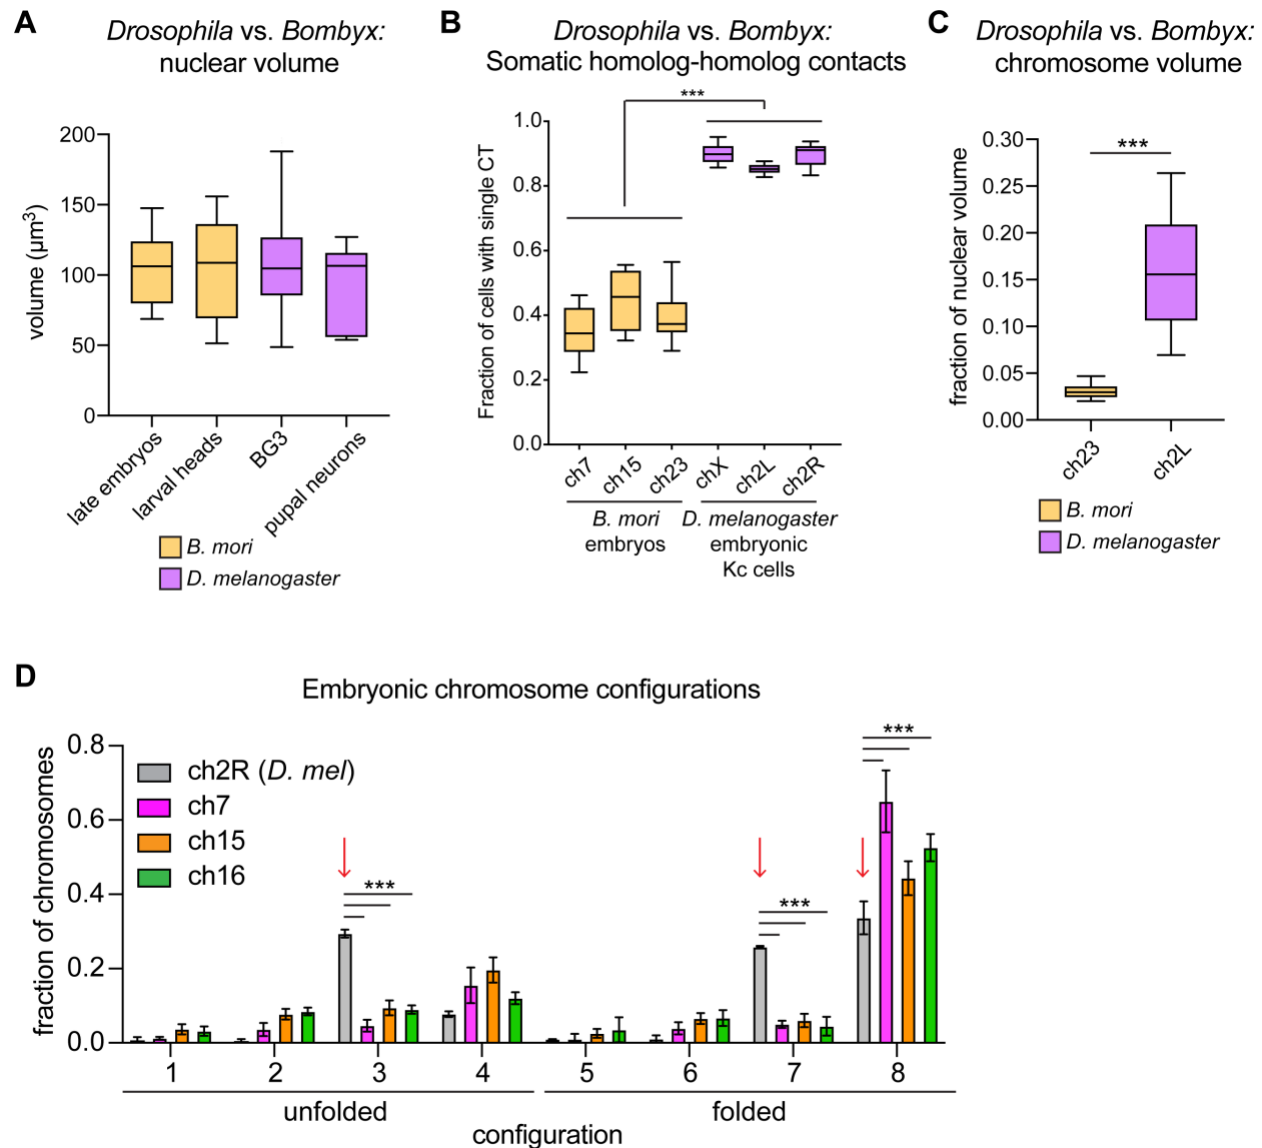 A
Drosophila vs. Bombyx:
nuclear volume
volume (µm³)
200
150
100
50
0
late embryos
larval heads
BG3
pupal neurons
B. mori
D. melanogaster
B
Drosophila vs. Bombyx:
Somatic homolog-homolog contacts
***
Fraction of cells with single CT
1.0
0.8
0.6
0.4
0.2
0.0
ch7
ch15
ch23
chX
ch2L
ch2R
B. mori
embryos
D. melanogaster
embryonic
Kc cells
C
Drosophila vs. Bombyx:
chromosome volume
***
fraction of nuclear volume
0.30
0.25
0.20
0.15
0.10
0.05
0.00
ch23
ch2L
B. mori
D. melanogaster
D
Embryonic chromosome configurations
fraction of chromosomes
0.8
0.6
0.4
0.2
0.0
ch2R (D. mel)
ch7
ch15
ch16
***
***
***
1
2
3
4
5
6
7
8
unfolded
folded
configuration